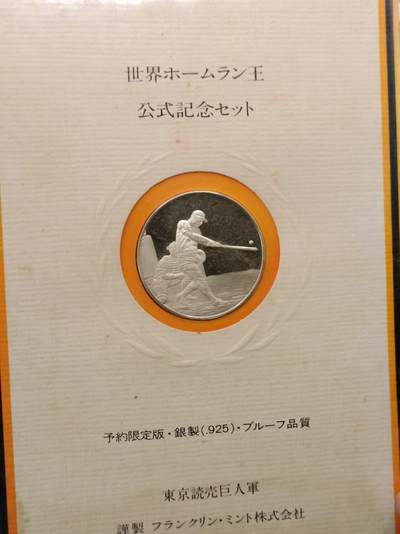 世界ホームラン王
公式記念セット
予約限定版・銀製(.925)・プルーフ品質
東京読売巨人軍
謹製 フランクリン・ミント株式会社